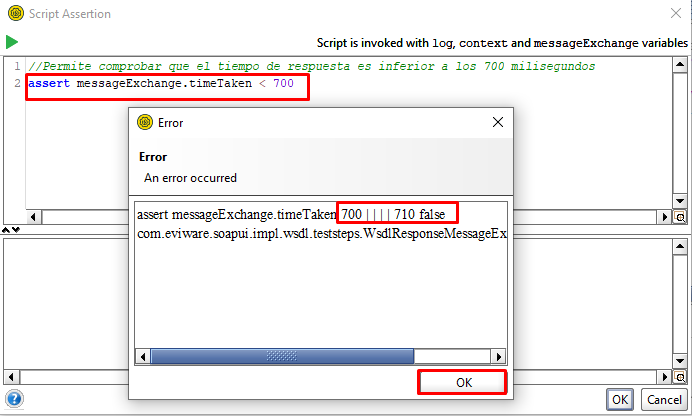 Script Assertion
Script is invoked with log, context and messageExchange variables
1 //Permite comprobar que el tiempo de respuesta es inferior a los 700 milisegundos
2 assert messageExchange.timeTaken < 700
Error
Error
An error occurred
assert messageExchange.timeTaken 700 | | | | 710 false
com.eviware.soapui.impl.wsdl.teststeps.WsdlResponseMessageEx
OK
?
OK
Cancel